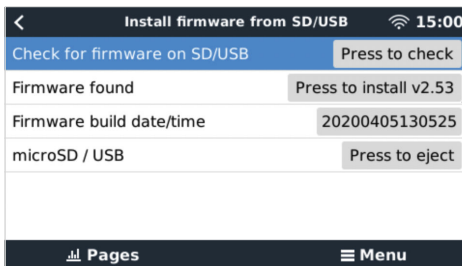 Install firmware from SD/USB 15:00
Check for firmware on SD/USB Press to check
Firmware found Press to install v2.53
Firmware build date/time 20200405130525
microSD / USB Press to eject
Pages Menu